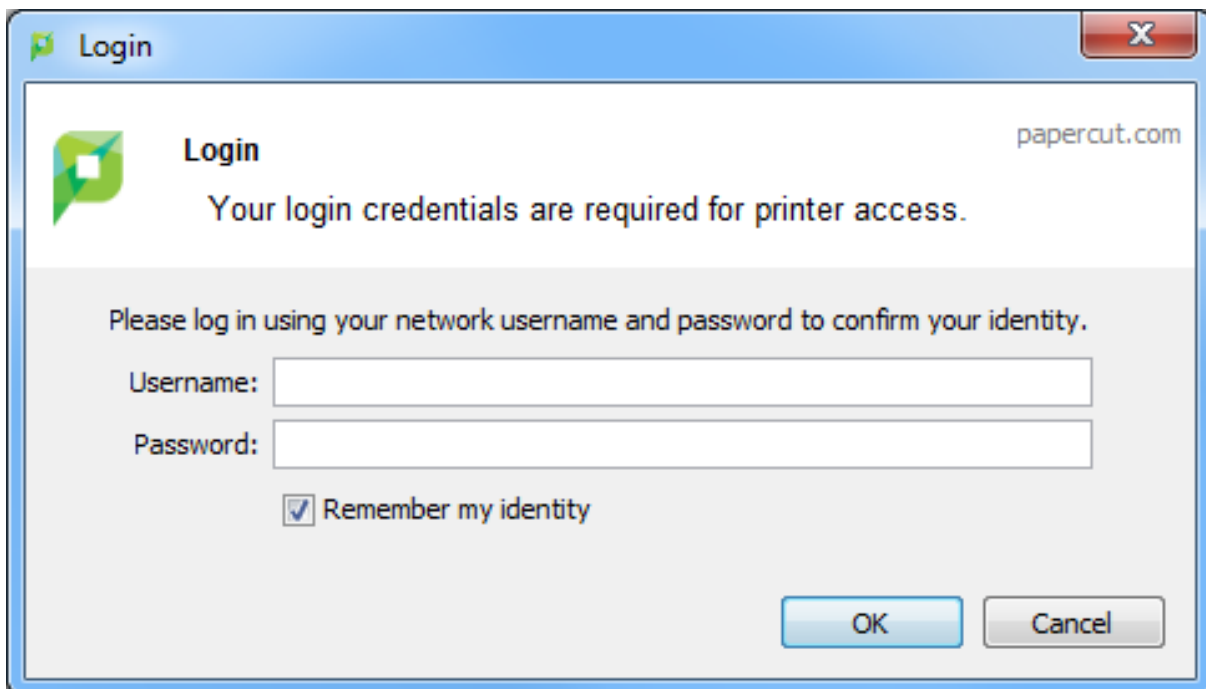 Login
papercut.com
Login
Your login credentials are required for printer access.
Please log in using your network username and password to confirm your identity.
Username:
Password:
Remember my identity
OK Cancel